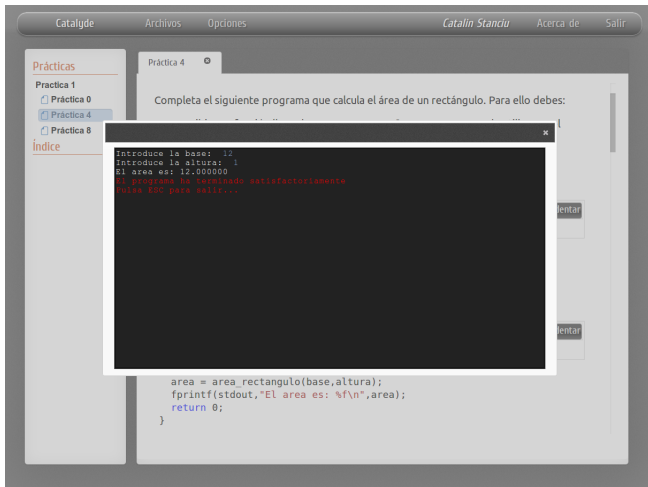 Catalyde Archivos Opciones Catalin Stanciu Acerca de Salir
Prácticas
Practica 1
Práctica 0
Práctica 4
Práctica 8
Índice
Práctica 4
Completa el siguiente programa que calcula el área de un rectángulo. Para ello debes:
Introduce la base: 12
Introduce la altura: 1
El area es: 12.000000
El programa ha terminado satisfactoriamente
Pulsa ESC para salir...
entar
entar
area = area_rectangulo(base,altura);
fprintf(stdout,"El area es: %f\n",area);
return 0;
}